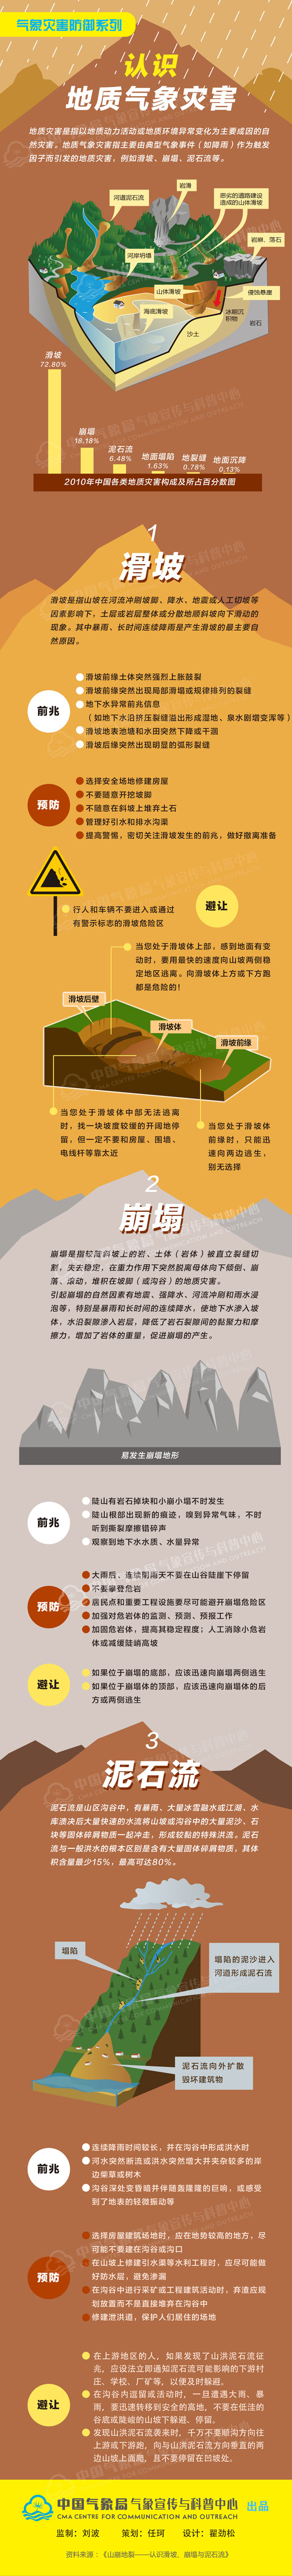 气象灾害防御系列
认识
地质气象灾害
地质灾害是指以地质动力活动或地质环境异常变化为主要成因的自
然灾害。地质气象灾害指主要由典型气象事件（如降雨）作为触发
因子而引发的地质灾害，例如滑坡、崩塌、泥石流等。
岩滑
河道泥石流
恶劣的道路建设
造成的山体滑坡
岩崩、落石
河岸坍塌
山体滑坡
侵蚀悬崖
海底滑坡
冰碛沉
积物
岩石
沙土
滑坡
72.80%
崩塌
18.18%
泥石流
6.48%
地面塌陷
1.63%
地裂缝
0.78%
地面沉降
0.13%
2010年中国各类地质灾害构成及所占百分数图
1
滑坡
滑坡是指山坡在河流冲刷坡脚、降水、地震或人工切坡等
因素影响下，土层或岩层整体或分散地顺斜坡向下滑动的
现象。其中暴雨、长时间连续降雨是产生滑坡的最主要自
然原因。
前兆
滑坡前缘土体突然强烈上胀鼓裂
滑坡前缘突然出现局部滑塌或规律排列的裂缝
地下水异常前兆信息
（如地下水沿挤压裂缝溢出形成湿地、泉水剧增变浑等）
滑坡地表池塘和水田突然下降或干涸
滑坡后缘突然出现明显的弧形裂缝
预防
选择安全场地修建房屋
不要随意开挖坡脚
不随意在斜坡上堆弃土石
管理好引水和排水沟渠
提高警惕，密切关注滑坡发生的前兆，做好撤离准备
避让
行人和车辆不要进入或通过
有警示标志的滑坡危险区
当您处于滑坡体上部，感到地面有变
动时，要用最快的速度向山坡两侧稳
定地区逃离。向滑坡体上方或下方跑
都是危险的！
滑坡后壁
滑坡体
滑坡前缘
当您处于滑坡体中部无法逃离
时，找一块坡度较缓的开阔地停
留，但一定不要和房屋、围墙、
电线杆等靠太近
当您处于滑坡体
前缘时，只能迅
速向两边逃生，
别无选择
2
崩塌
崩塌是指较陡斜坡上的岩、土体（岩体）被直立裂缝切
割，失去稳定，在重力作用下突然脱离母体向下倾倒、崩
落、滚动，堆积在坡脚（或沟谷）的地质灾害。
引起崩塌的自然因素有地震、强降水、河流冲刷和雨水浸
泡等，特别是暴雨和长时间的连续降水，使地下水渗入坡
体，水沿裂隙渗入岩层，降低了岩石裂隙间的黏聚力和摩
擦力，增加了岩体的重量，促进崩塌的产生。
易发生崩塌地形
前兆
陡山有岩石掉块和小崩小塌不时发生
陡山根部出现新的痕迹，嗅到异常气味，不时
听到撕裂摩擦错碎声
观察到地下水水质、水量异常
预防
大雨后、连续阴雨天不要在山谷陡崖下停留
不要攀登危岩
居民点和重要工程设施要尽可能避开崩塌危险区
加强对危岩体的监测、预测、预报工作
加固危岩体，提高其稳定程度；人工消除小危岩
体或减缓陡峭高坡
避让
如果位于崩塌的底部，应该迅速向崩塌两侧逃生
如果位于崩塌体的顶部，应该迅速向崩塌体的后
方或两侧逃生
3
泥石流
泥石流是山区沟谷中，有暴雨、大量冰雪融水或江湖、水
库溃决后大量快速的水流将山坡或沟谷中的大量泥沙、石
块等固体碎屑物质一起冲走，形成较黏的特殊洪流。泥石
流与一般洪水的根本区别是含有大量固体碎屑物质，其体
积含量最少15%，最高可达80%。
塌陷
塌陷的泥沙进入
河道形成泥石流
泥石流向外扩散
毁坏建筑物
前兆
连续降雨时间较长，并在沟谷中形成洪水时
河水突然断流或洪水突然增大并夹杂较多的岸
边柴草或树木
沟谷深处变昏暗并伴随着隆隆的巨响，或感受
到了地表的轻微振动等
预防
选择房屋建筑场地时，应在地势较高的地方，尽
可能不要建在沟谷或沟口
在山坡上修建引水渠等水利工程时，应尽可能做
好防水层，避免渗漏
在沟谷中进行采矿或工程建筑活动时，弃渣应规
划放置而不是直接堆弃在沟谷中
修建泄洪道，保护人们居住的场地
避让
在上游地区的人，如果发现了山洪泥石流征
兆，应设法立即通知泥石流可能影响的下游村
庄、学校、厂矿等，以便及时躲避。
在沟谷内逗留或活动时，一旦遭遇大雨、暴
雨，要迅速转移到安全的高地，不要在低洼的
谷底或陡峻的山坡下躲避、停留。
发现山洪泥石流袭来时，千万不要顺沟方向往
上游或下游跑，向与山洪泥石流方向垂直的两
边山坡上面爬，且不要停留在凹坡处。
中国气象局气象宣传与科普中心 出品
CMA CENTRE FOR COMMUNICATION AND OUTREACH
监制：刘波 策划：任珂 设计：翟劲松
资料来源：《山崩地裂——认识滑坡、崩塌与泥石流》